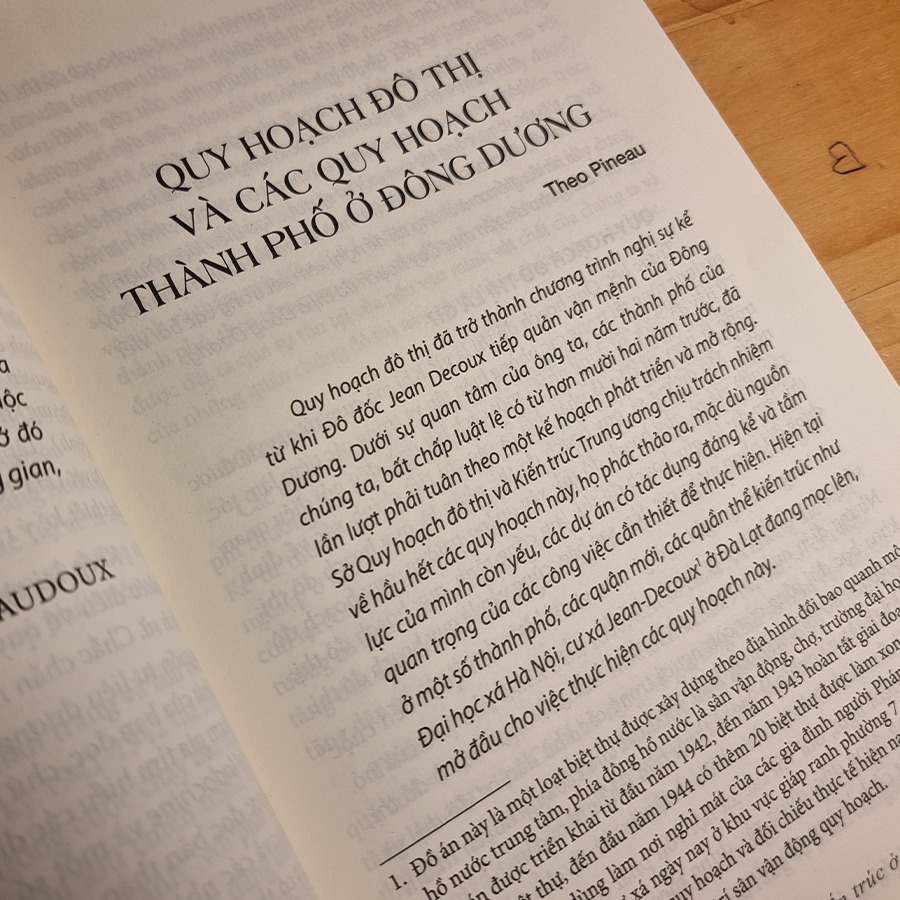 QUY HOẠCH ĐÔ THỊ
VÀ CÁC QUY HOẠCH
THÀNH PHỐ Ở ĐÔNG DƯƠNG
Theo Pineau
Quy hoạch đô thị đã trở thành chương trình nghị sự kể
từ khi Đô đốc Jean Decoux tiếp quản vận mệnh của Đông
Dương. Dưới sự quan tâm của ông ta, các thành phố của
chúng ta, bất chấp luật lệ có từ hơn mười hai năm trước, đã
lần lượt phải tuân theo một kế hoạch phát triển và mở rộng.
Sở Quy hoạch đô thị và Kiến trúc Trung ương chịu trách nhiệm
về hầu hết các quy hoạch này, họ phác thảo ra, mặc dù nguồn
lực của mình còn yếu, các dự án có tác dụng đáng kể và tầm
quan trọng của các công việc cần thiết để thực hiện. Hiện tại
ở một số thành phố, các quận mới, các quần thể kiến trúc như
Đại học xá Hà Nội, cư xá Jean-Decoux¹ ở Đà Lạt đang mọc lên,
mở đầu cho việc thực hiện các quy hoạch này.
1. Đồ án này là một loạt biệt thự được xây dựng theo địa hình đồi bao quanh
hồ nước trung tâm, phía đông hồ nước là sân vận động, chợ, trường đại
được triển khai từ đầu năm 1942, đến năm 1943 hoàn tất giai
thự, đến đầu năm 1944 có thêm 20 biệt thự được làm
làm nơi nghỉ mát của các gia đình người
xá ngày nay ở khu vực giáp ranh phường 7
quy hoạch và đối chiếu thực tế hiện
sân vận động quy hoạch.
trúc ở
ở đó
gian,
AUDOUX